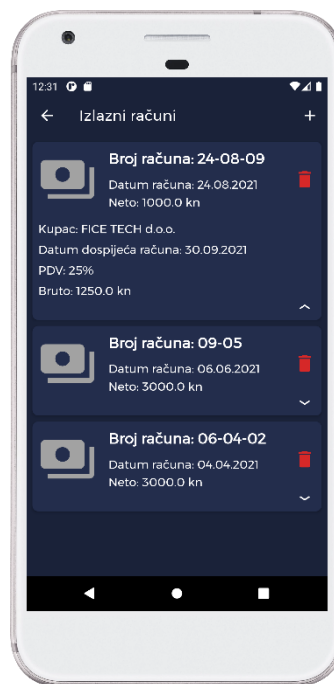 12:31
Izlazni računi
Broj računa: 24-08-09
Datum računa: 24.08.2021
Neto: 1000.0 kn
Kupac: FICE TECH d.o.o.
Datum dospijeća računa: 30.09.2021
PDV: 25%
Bruto: 1250.0 kn
Broj računa: 09-05
Datum računa: 06.06.2021
Neto: 3000.0 kn
Broj računa: 06-04-02
Datum računa: 04.04.2021
Neto: 3000.0 kn